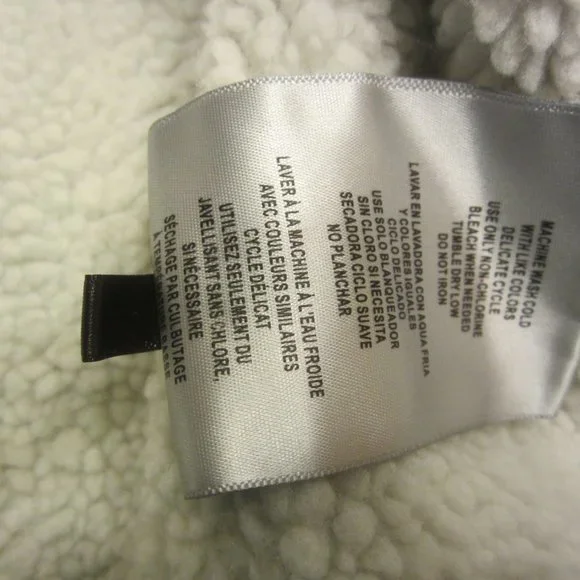 MACHINE WASH COLD
WITH LIKE COLORS
DELICATE CYCLE
USE ONLY NON-CHLORINE
BLEACH WHEN NEEDED
TUMBLE DRY LOW
DO NOT IRON
LAVAR EN LAVADORA CON AQUA FRIA
Y COLORES IGUALES
CICLO DELICADO
USE SOLO BLANQUEADOR
SIN CLORO SI NECESITA
SECADORA CICLO SUAVE
NO PLANCHAR
LAVER À LA MACHINE À L'EAU FROIDE
AVEC COULEURS SIMILAIRES
CYCLE DÉLICAT
UTILISEZ SEULEMENT DU
JAVELLISANT SANS CHLORE,
SI NÉCESSAIRE
SÉCHAGE PAR CULBUTAGE
À